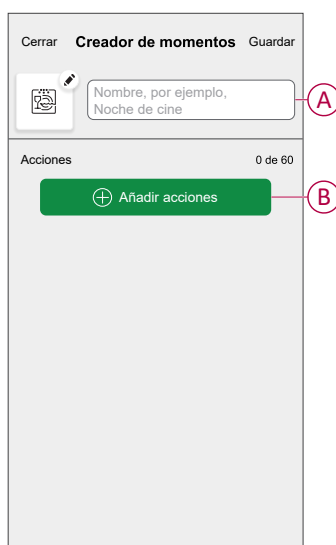 Cerrar Creador de momentos Guardar
Nombre, por ejemplo,
Noche de cine
A
Acciones 0 de 60
Añadir acciones
B